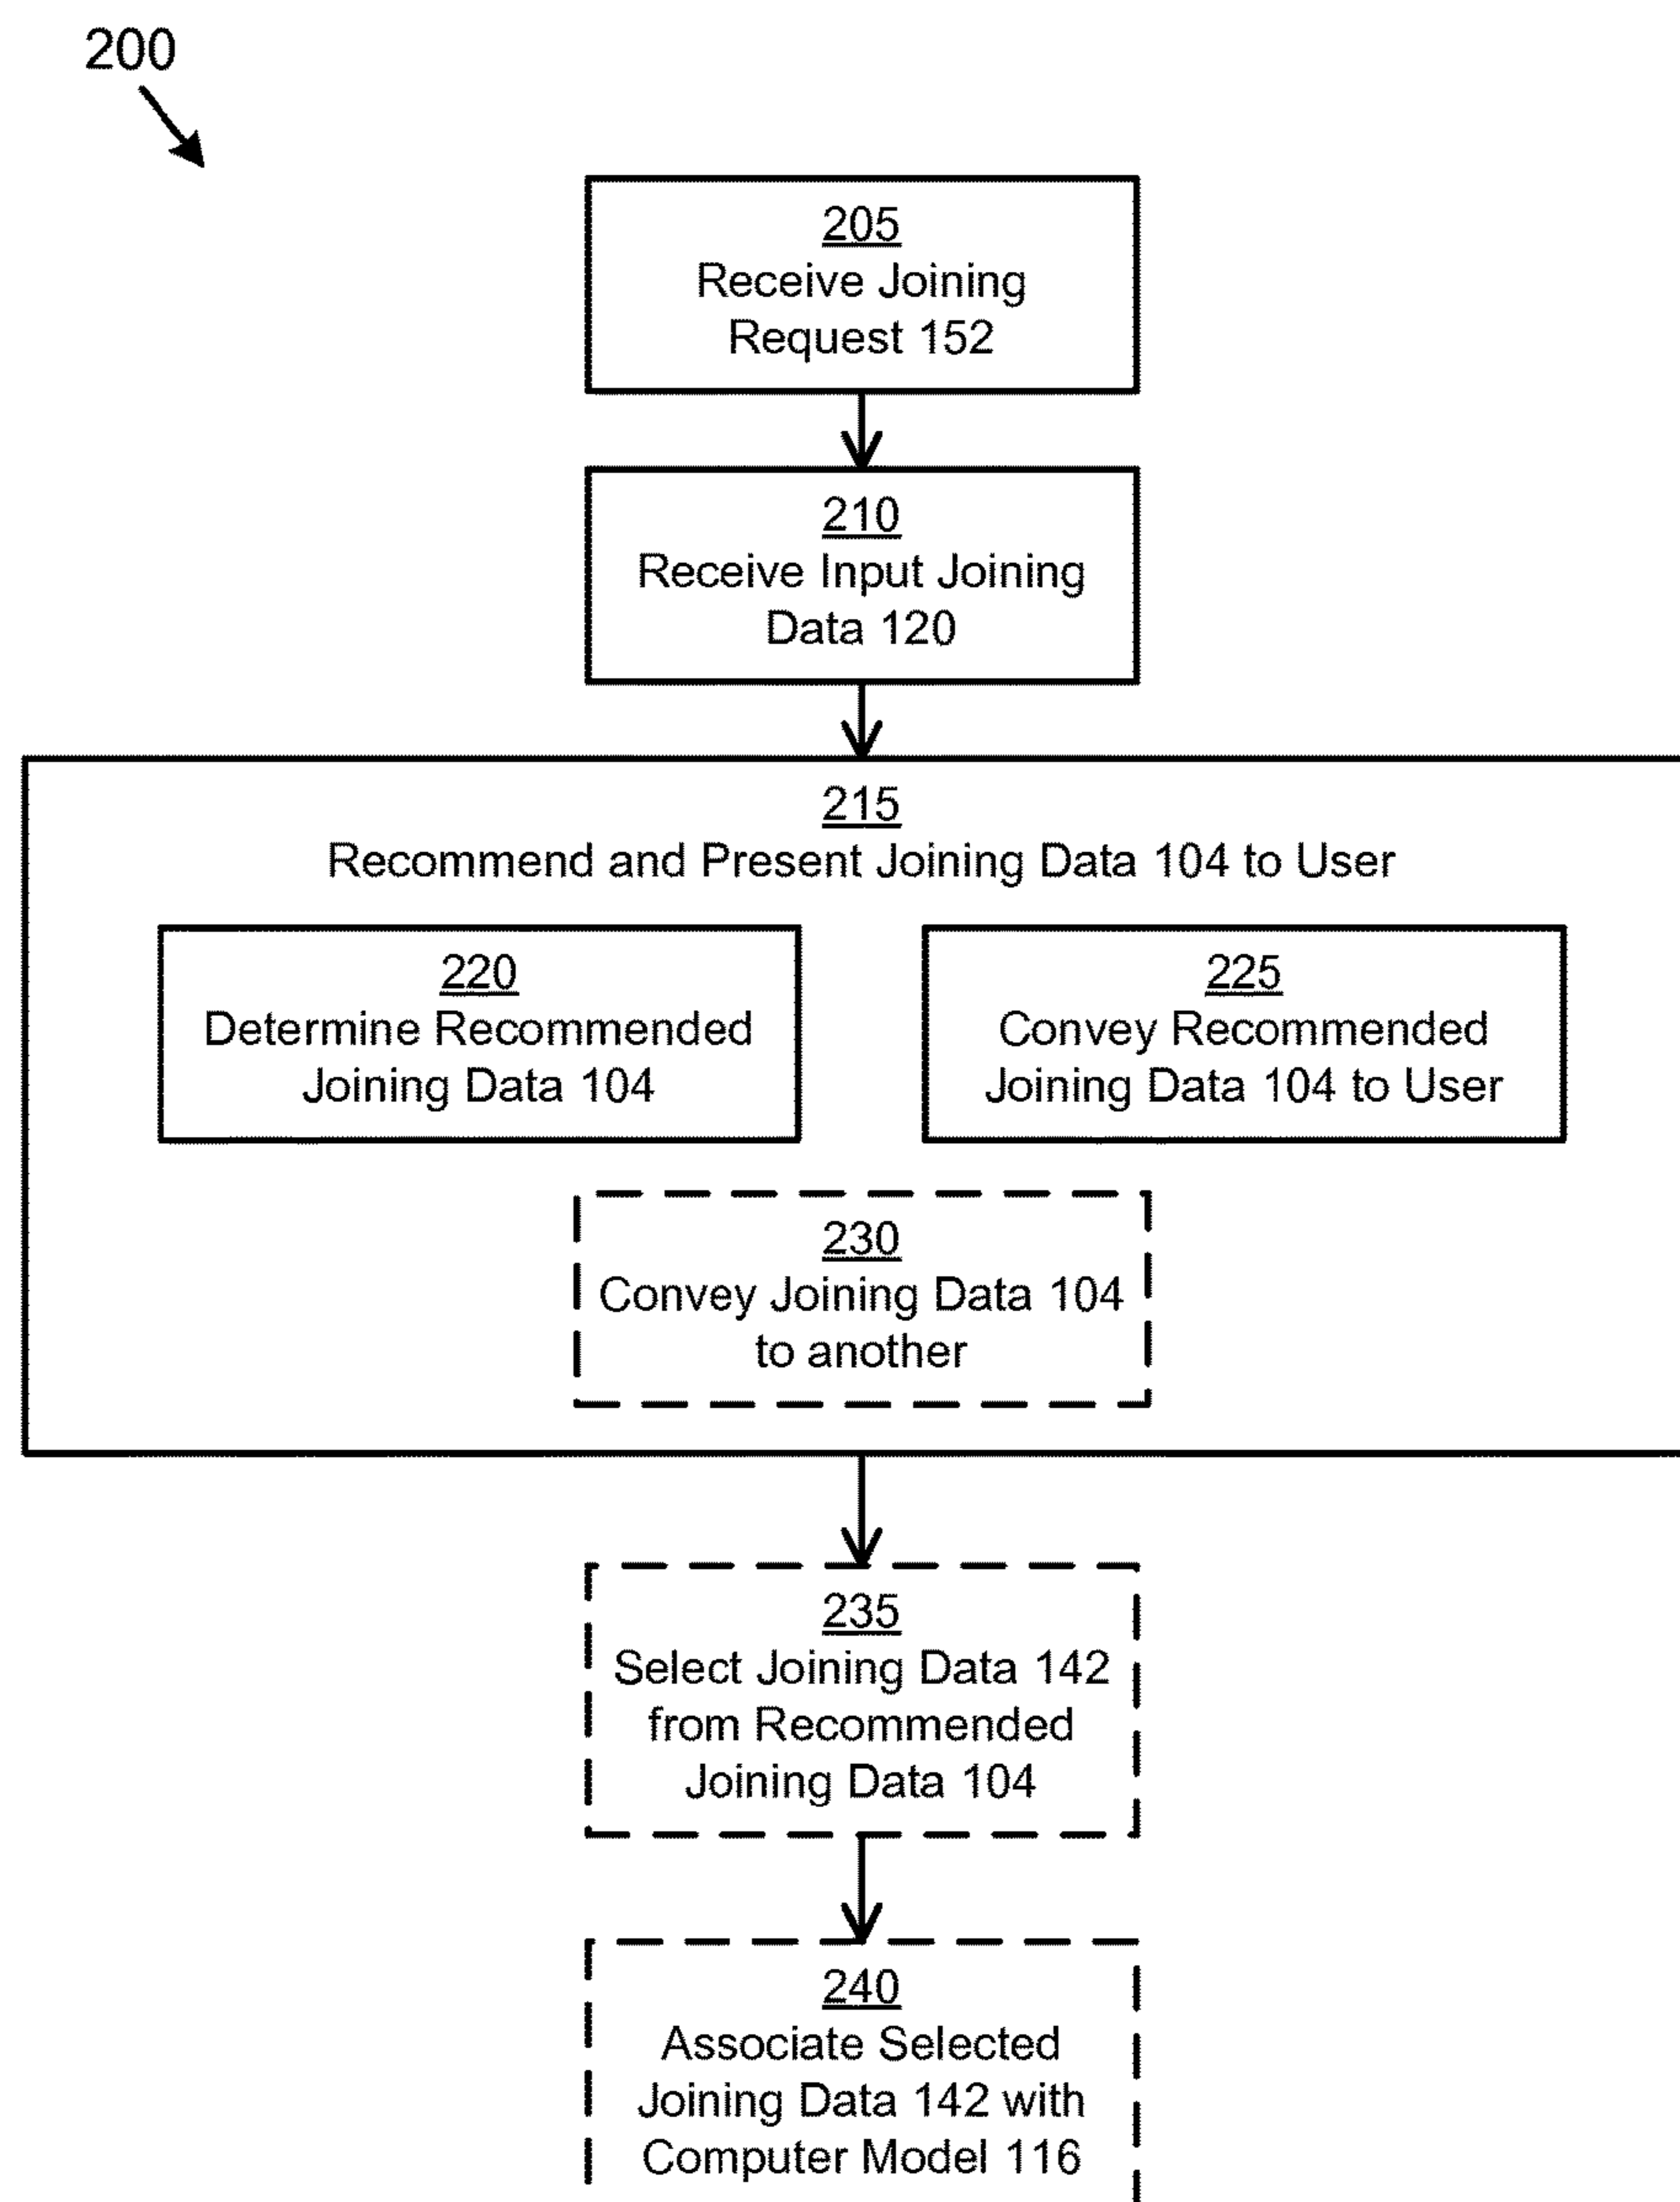 200
205
Receive Joining
Request 152
210
Receive Input Joining
Data 120
215
Recommend and Present Joining Data 104 to User
220
Determine Recommended
Joining Data 104
225
Convey Recommended
Joining Data 104 to User
230
Convey Joining Data 104
to another
235
Select Joining Data 142
from Recommended
Joining Data 104
240
Associate Selected
Joining Data 142 with
Computer Model 116